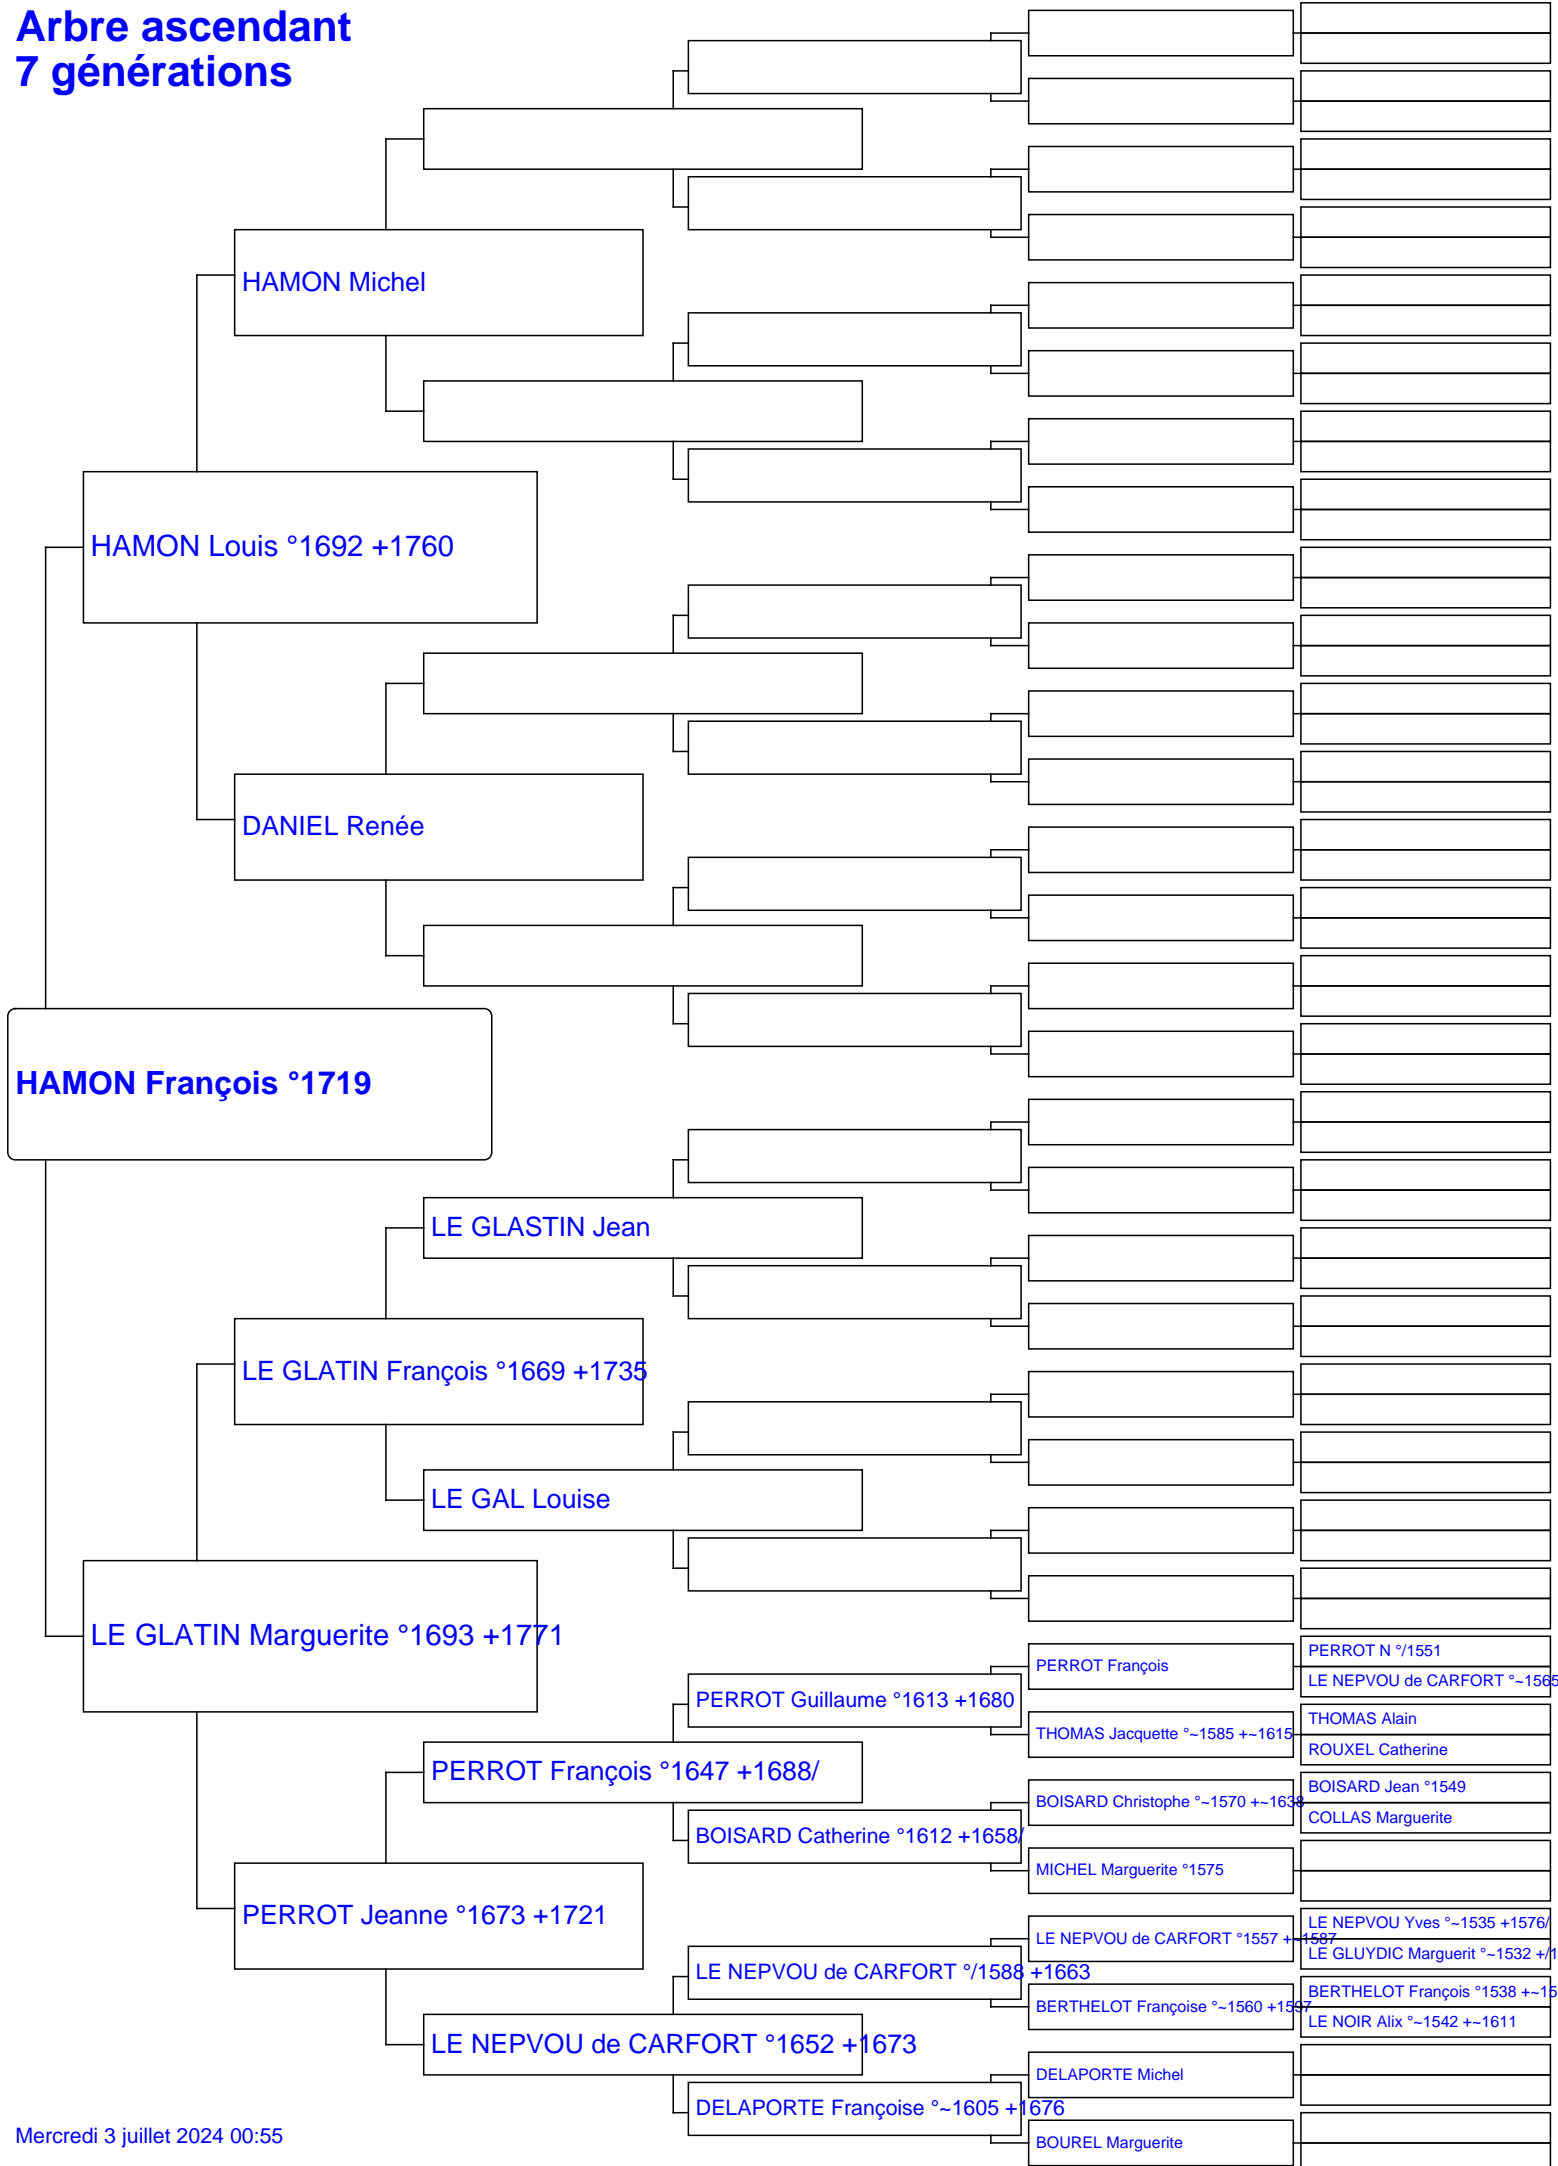 Arbre ascendant
7 générations
HAMON Michel
HAMON Louis °1692 +1760
DANIEL Renée
HAMON François °1719
LE GLASTIN Jean
LE GLATIN François °1669 +1735
LE GAL Louise
LE GLATIN Marguerite °1693 +1771
PERROT François
PERROT N °/1551
LE NEPVOU de CARFORT °~1565
PERROT Guillaume °1613 +1680
THOMAS Jacquette °~1585 +~1615
THOMAS Alain
ROUXEL Catherine
PERROT François °1647 +1688/
BOISARD Christophe °~1570 +~1638
BOISARD Jean °1549
COLLAS Marguerite
BOISARD Catherine °1612 +1658/
MICHEL Marguerite °1575
PERROT Jeanne °1673 +1721
LE NEPVOU de CARFORT °1557 +~1587
LE NEPVOU Yves °~1535 +1576/
LE GLUYDIC Marguerit °~1532 +/1
LE NEPVOU de CARFORT °/1588 +1663
BERTHELOT Françoise °~1560 +1597
BERTHELOT François °1538 +~15
LE NOIR Alix °~1542 +~1611
LE NEPVOU de CARFORT °1652 +1673
DELAPORTE Michel
DELAPORTE Françoise °~1605 +1676
BOUREL Marguerite
Mercredi 3 juillet 2024 00:55